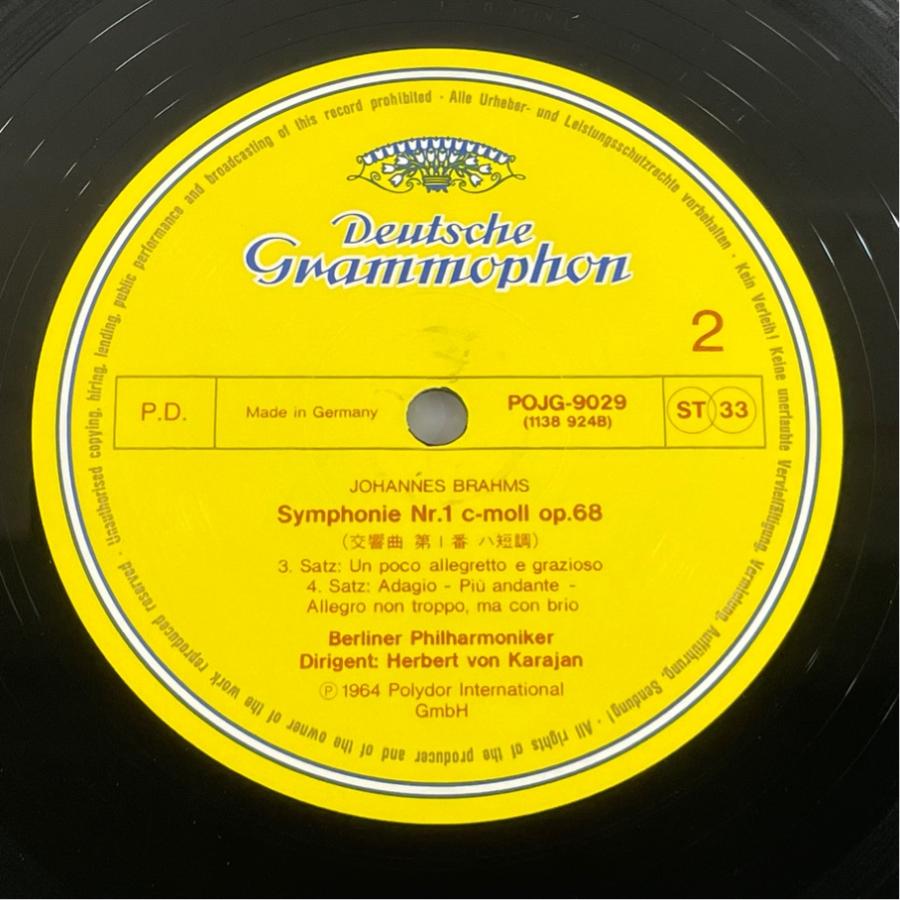 Deutsche
Grammophon
2
P.D.
Made in Germany
POJG-9029
(1138 924B)
ST 33
JOHANNES BRAHMS
Symphonie Nr.1 c-moll op.68
(交響曲 第1番 ハ短調)
3. Satz: Un poco allegretto e grazioso
4. Satz: Adagio - Più andante -
Allegro non troppo, ma con brio
Berliner Philharmoniker
Dirigent: Herbert von Karajan
Ⓟ 1964 Polydor International
GmbH
Alle Urheber- und Leistungsschutzrechte vorbehalten · Kein Verleih! Keine unerlaubte Vervielfältigung, Vermietung, Aufführung, Sendung! · All rights of the producer and of the owner of the work reproduced reserved · Unauthorised copying, hiring, lending, public performance and broadcasting of this record prohibited ·